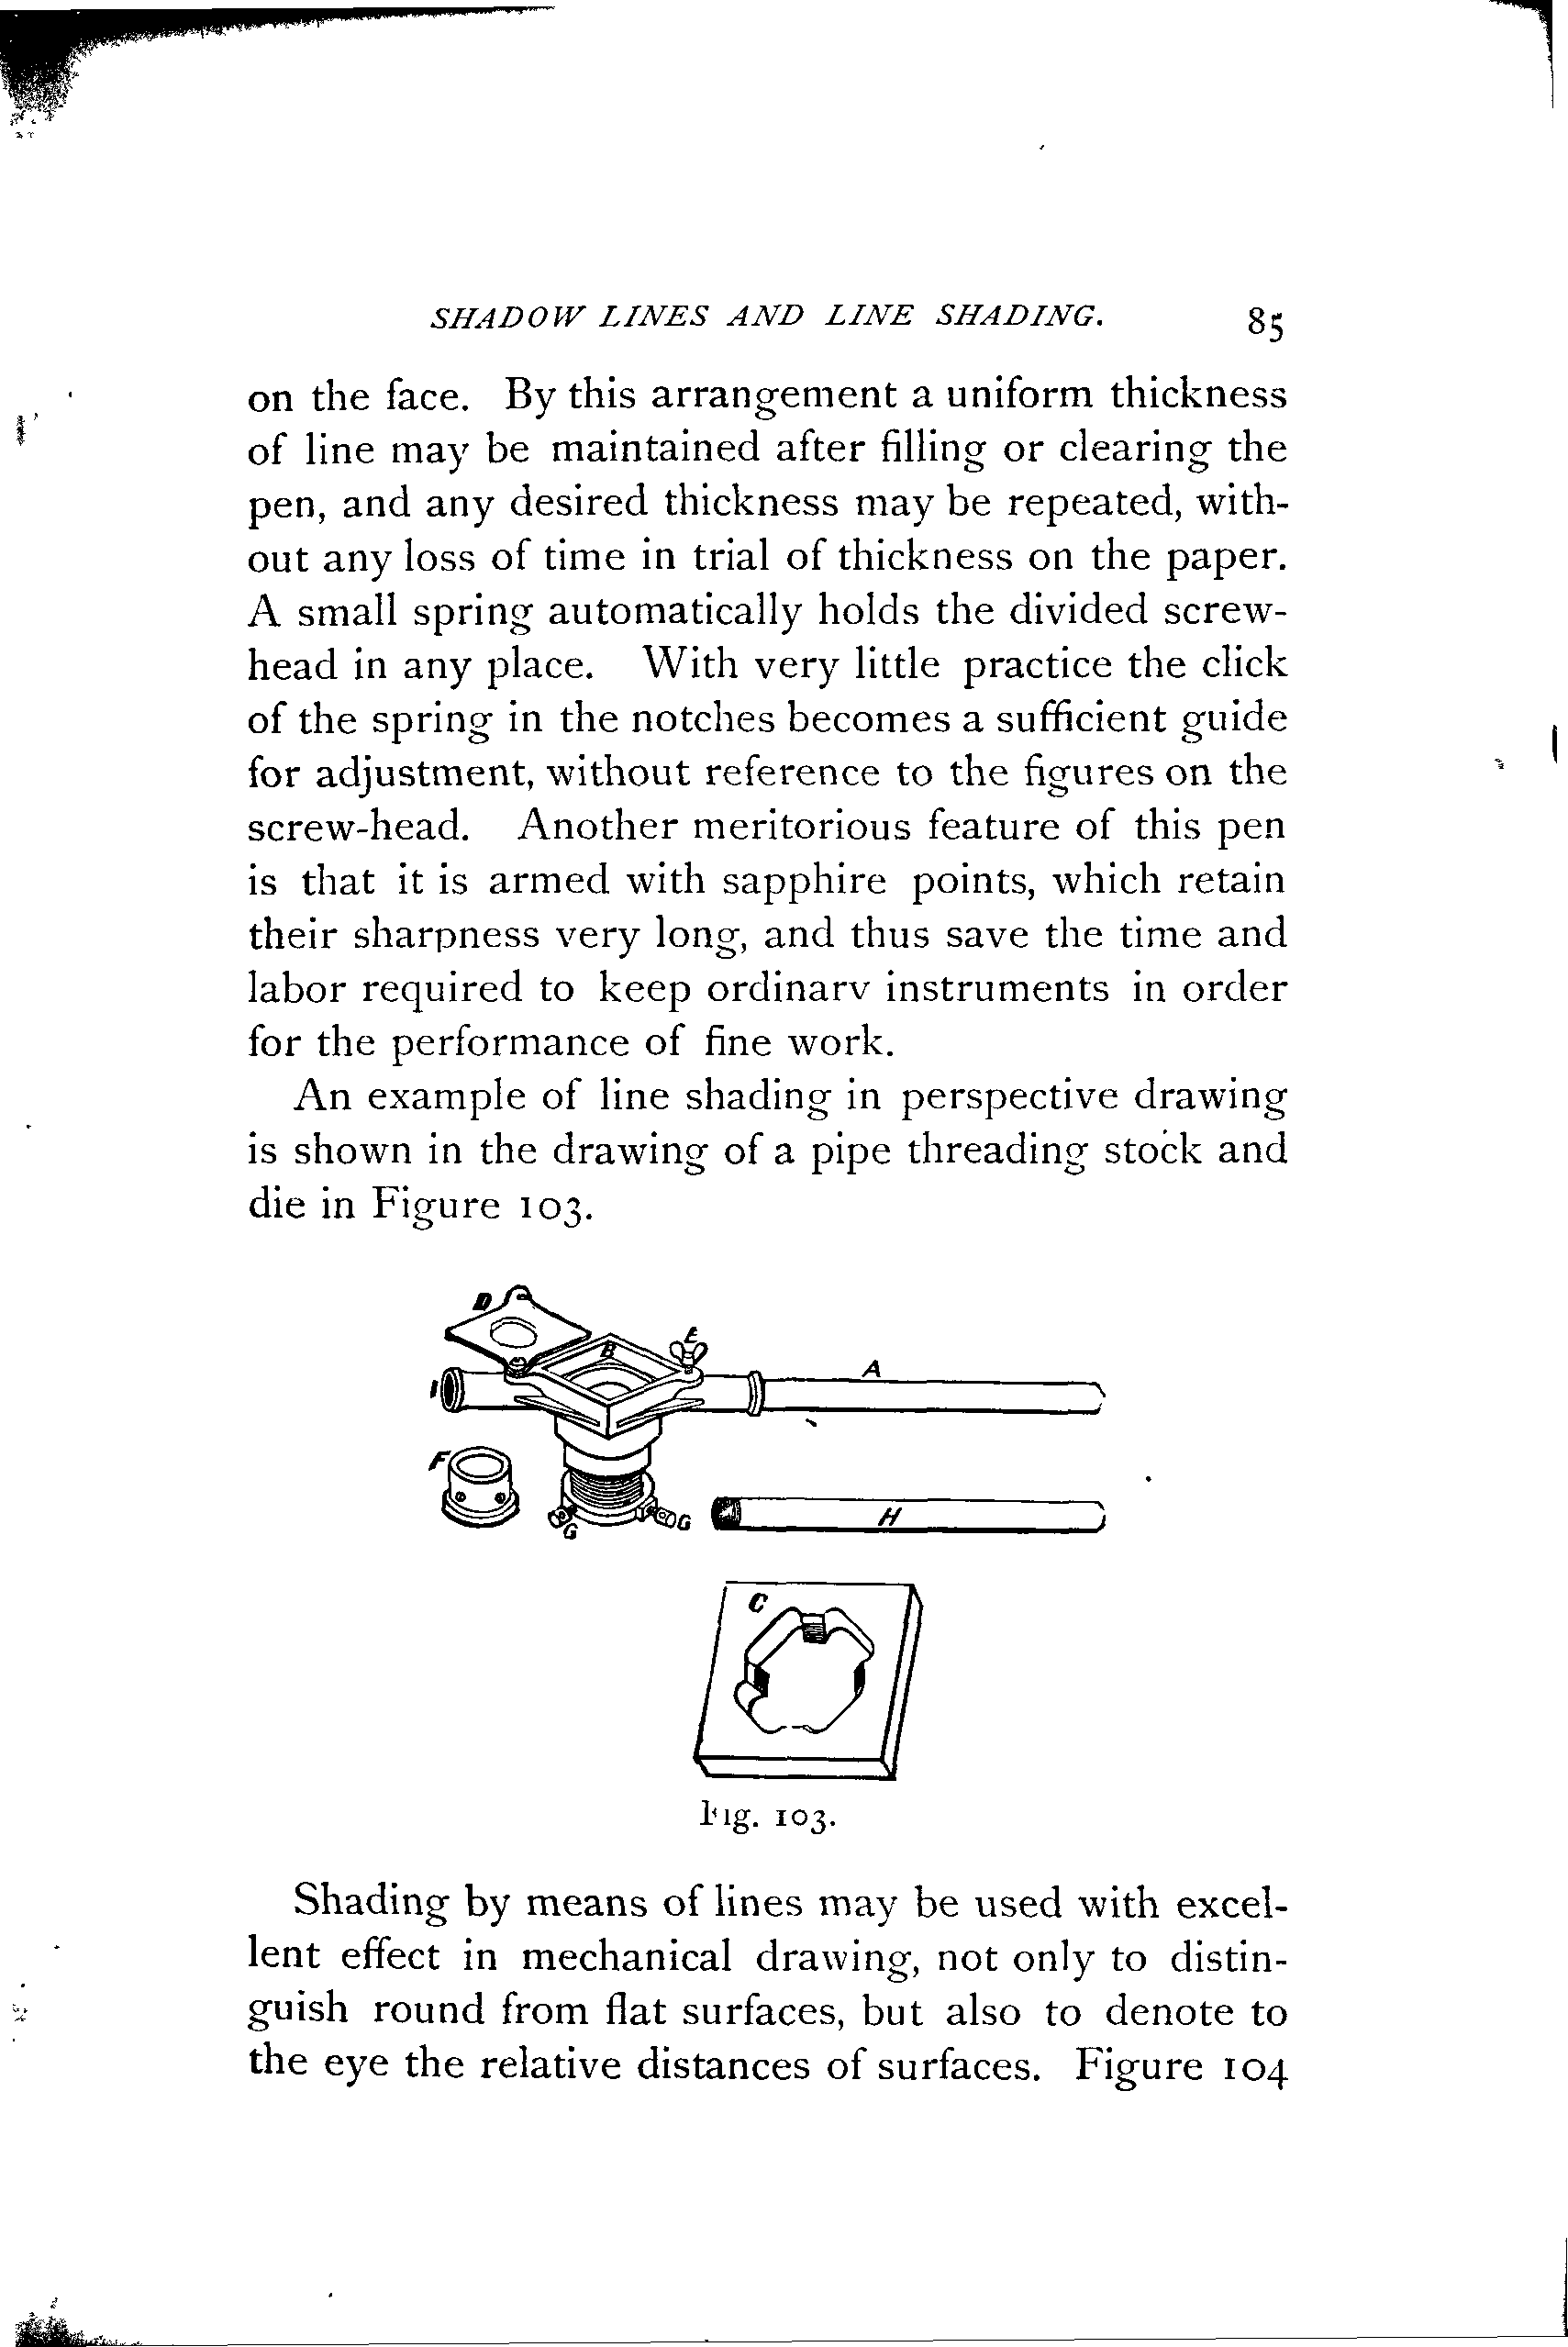 SHADOW LINES AND LINE SHADING. 85
on the face. By this arrangement a uniform thickness
of line may be maintained after filling or clearing the
pen, and any desired thickness may be repeated, with-
out any loss of time in trial of thickness on the paper.
A small spring automatically holds the divided screw-
head in any place. With very little practice the click
of the spring in the notches becomes a sufficient guide
for adjustment, without reference to the figures on the
screw-head. Another meritorious feature of this pen
is that it is armed with sapphire points, which retain
their sharpness very long, and thus save the time and
labor required to keep ordinary instruments in order
for the performance of fine work.
An example of line shading in perspective drawing
is shown in the drawing of a pipe threading stock and
die in Figure 103.
D
E
B
A
I
F
H
G
G
C
Fig. 103.
Shading by means of lines may be used with excel-
lent effect in mechanical drawing, not only to distin-
guish round from flat surfaces, but also to denote to
the eye the relative distances of surfaces. Figure 104